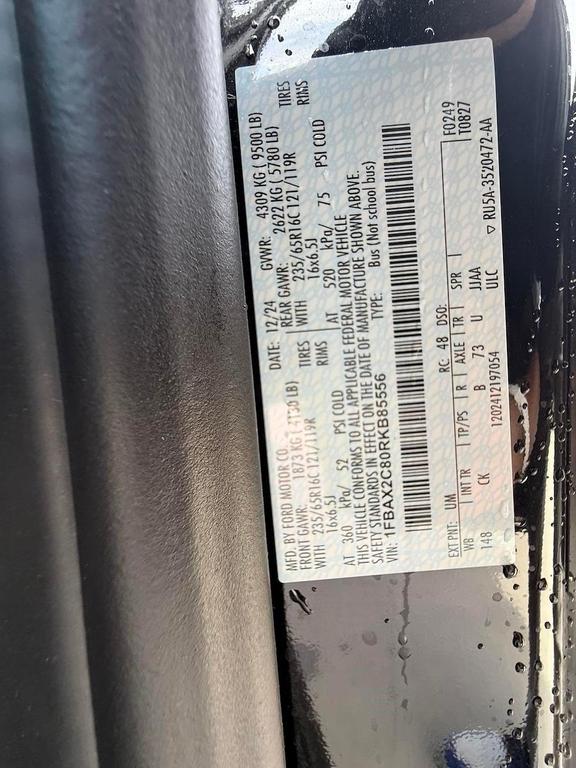 MFD. BY FORD MOTOR CO.
DATE: 12/24 GVWR: 4309 KG ( 9500 LB)
FRONT GAWR: 1873 KG ( 4130 LB) REAR GAWR: 2622 KG ( 5780 LB)
WITH 235/65R16C121/119R TIRES WITH 235/65R16C121/119R TIRES
16x6.5J RIMS 16x6.5J RIMS
AT 360 kPa/ 52 PSI COLD AT 520 kPa/ 75 PSI COLD
THIS VEHICLE CONFORMS TO ALL APPLICABLE FEDERAL MOTOR VEHICLE
SAFETY STANDARDS IN EFFECT ON THE DATE OF MANUFACTURE SHOWN ABOVE.
VIN: 1FBAX2C80RKB85556 TYPE: Bus (Not school bus)
F0249
EXT PNT: UM RC: 48 DSO: T0827
WB INT TR TP/PS R AXLE TR SPR
148 CK B 73 U JJAA
1202412197054 ULC ▽ RU5A-3520472-AA